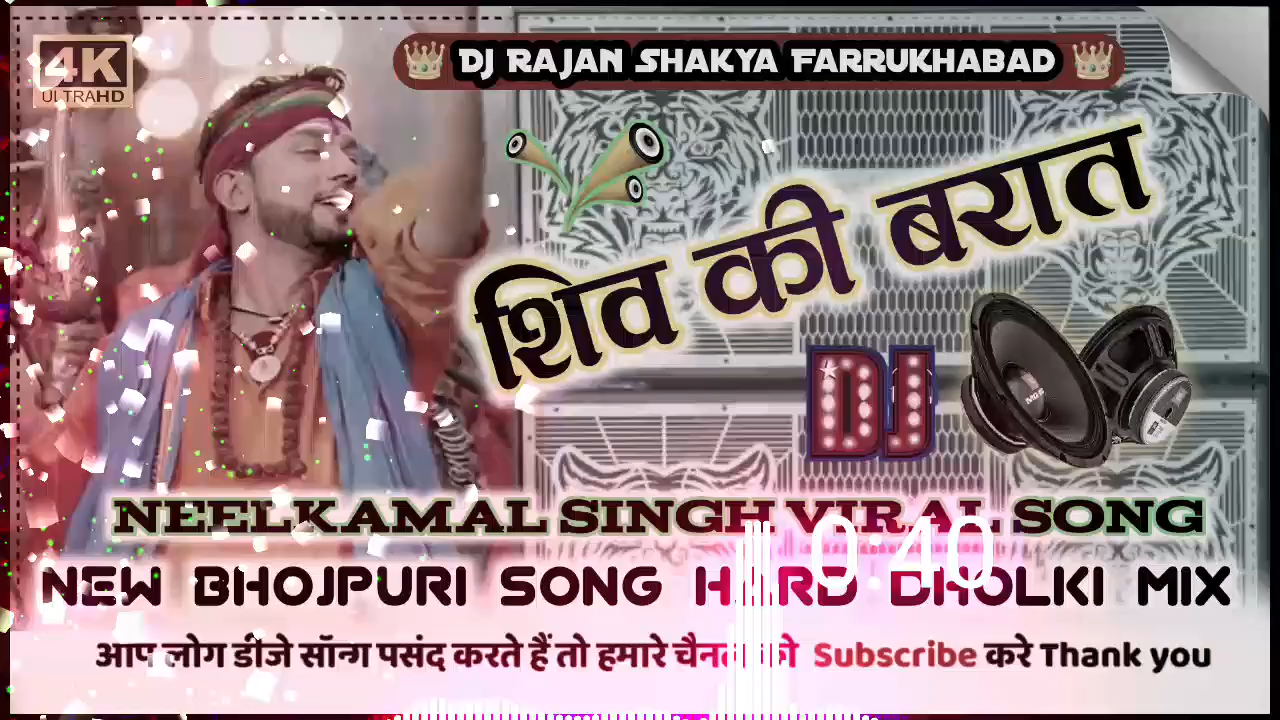 4K
ULTRAHD
DJ RAJAN SHAKYA FARRUKHABAD
शिव की बरात
DJ
NEELKAMAL SINGH VIRAL SONG
0:40
NEW BHOJPURI SONG HARD DHOLKI MIX
आप लोग डीजे सॉन्ग पसंद करते हैं तो हमारे चैनल को Subscribe करे Thank you